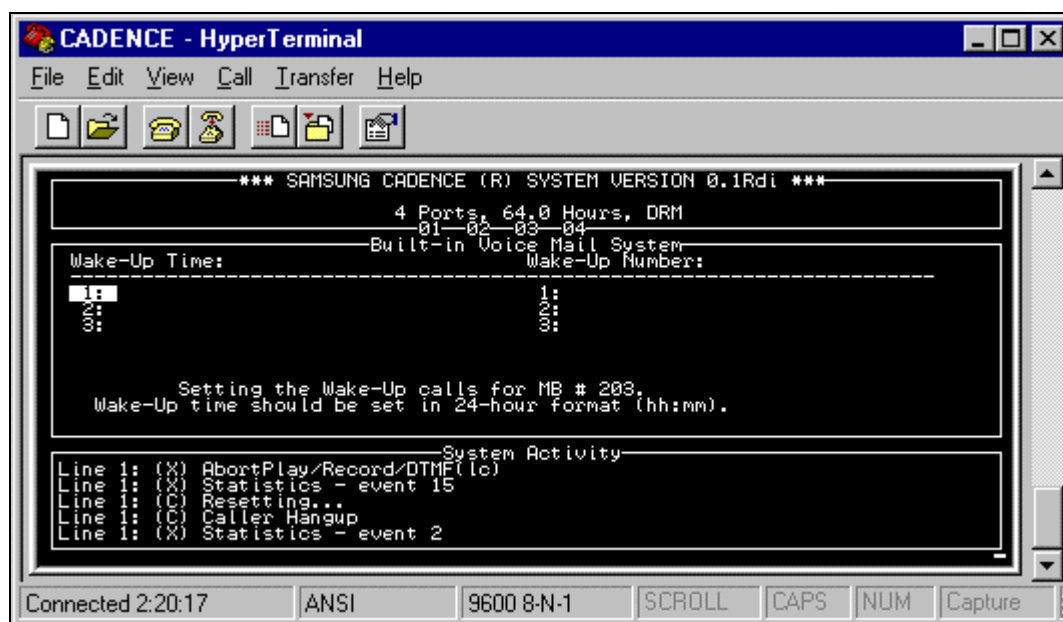 CADENCE - HyperTerminal
File Edit View Call Transfer Help
*** SAMSUNG CADENCE (R) SYSTEM VERSION 0.1Rdi ***
4 Ports, 64.0 Hours, DRM
01 02 03 04
Built-in Voice Mail System
Wake-Up Time: Wake-Up Number:
1: 1:
2: 2:
3: 3:
Setting the Wake-Up calls for MB # 203.
Wake-Up time should be set in 24-hour format (hh:mm).
System Activity
Line 1: (X) AbortPlay/Record/DTMF(lc)
Line 1: (X) Statistics - event 15
Line 1: (C) Resetting...
Line 1: (C) Caller Hangup
Line 1: (X) Statistics - event 2
Connected 2:20:17 ANSI 9600 8-N-1 SCROLL CAPS NUM Capture